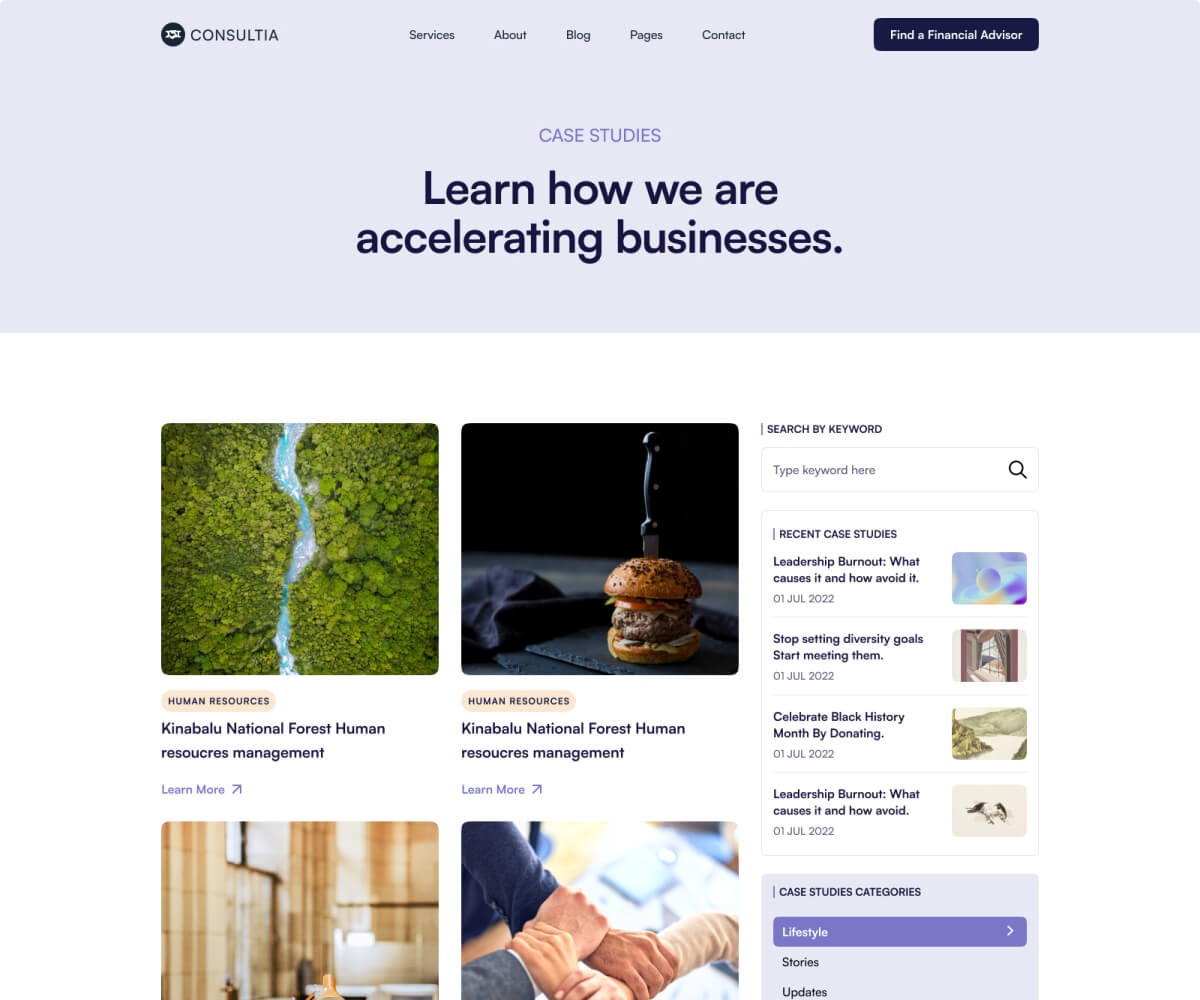 CONSULTIA
Services
About
Blog
Pages
Contact
Find a Financial Advisor
CASE STUDIES
Learn how we are
accelerating businesses.
HUMAN RESOURCES
Kinabalu National Forest Human
resoucres management
Learn More
HUMAN RESOURCES
Kinabalu National Forest Human
resoucres management
Learn More
SEARCH BY KEYWORD
Type keyword here
RECENT CASE STUDIES
Leadership Burnout: What
causes it and how avoid it.
01 JUL 2022
Stop setting diversity goals
Start meeting them.
01 JUL 2022
Celebrate Black History
Month By Donating.
01 JUL 2022
Leadership Burnout: What
causes it and how avoid.
01 JUL 2022
CASE STUDIES CATEGORIES
Lifestyle
Stories
Updates